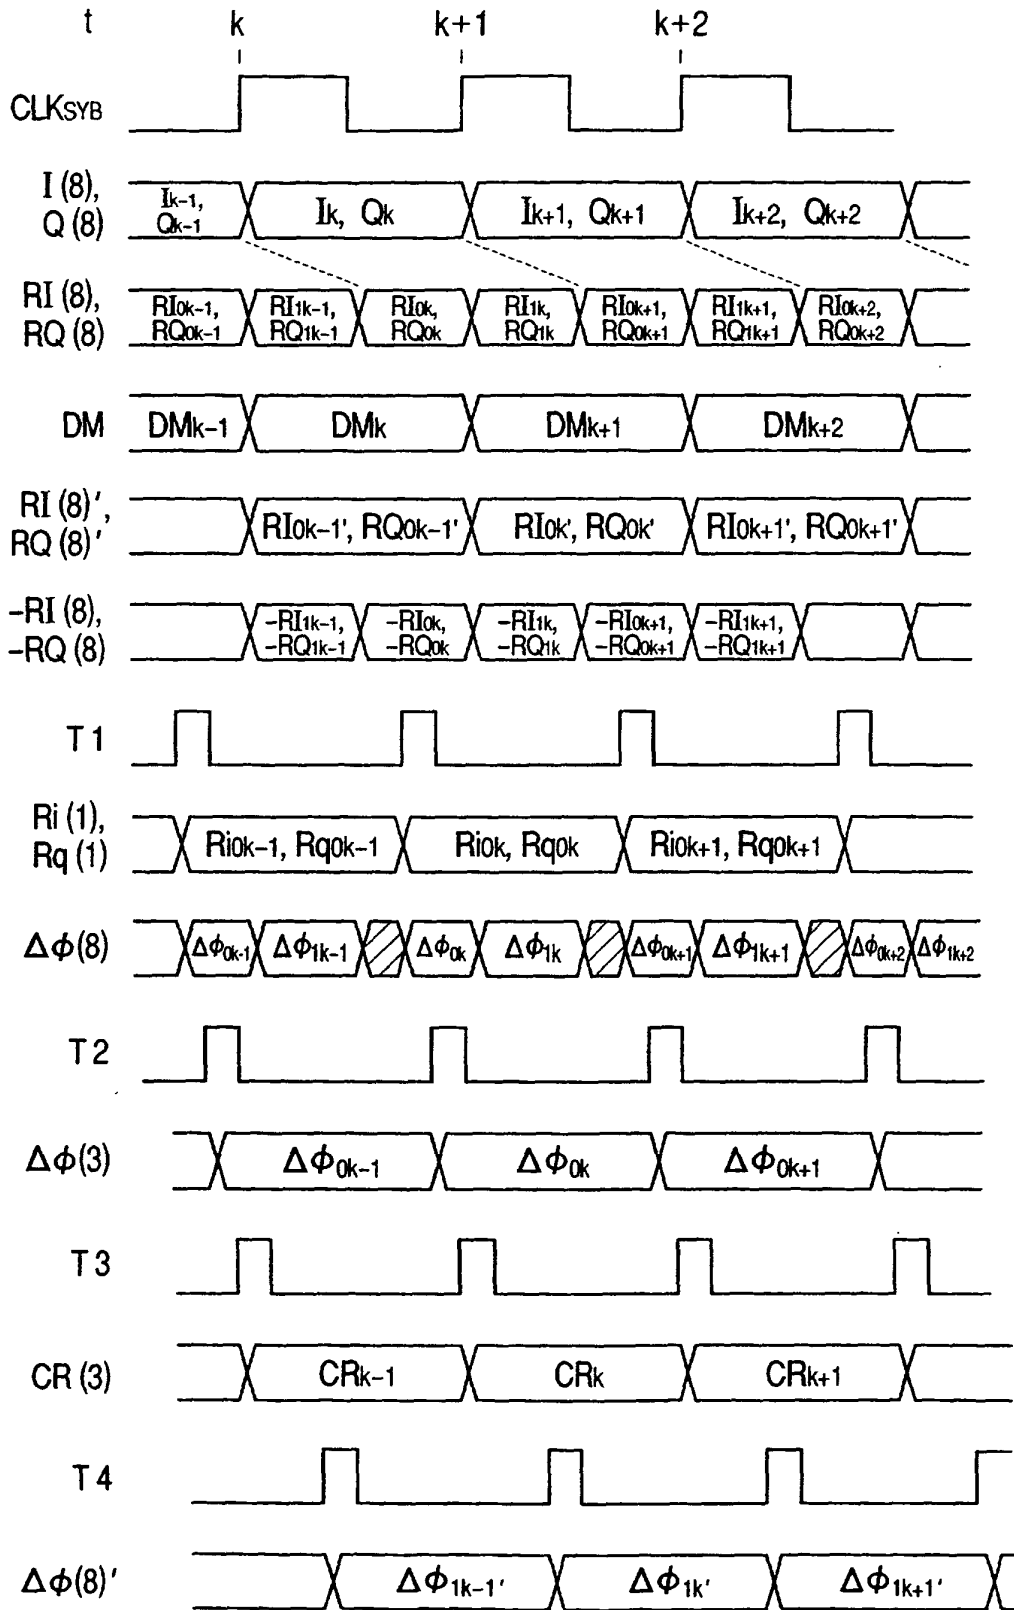 t k k+1 k+2
CLKSYB
I (8),
Q (8)
Ik-1,
Qk-1
Ik, Qk
Ik+1, Qk+1
Ik+2, Qk+2
RI (8),
RQ (8)
RI0k-1,
RQ0k-1
RI1k-1,
RQ1k-1
RI0k,
RQ0k
RI1k,
RQ1k
RI0k+1,
RQ0k+1
RI1k+1,
RQ1k+1
RI0k+2,
RQ0k+2
DM DMk-1 DMk DMk+1 DMk+2
RI (8)′,
RQ (8)′
RI0k-1', RQ0k-1' RI0k', RQ0k' RI0k+1', RQ0k+1'
-RI (8),
-RQ (8)
-RI1k-1,
-RQ1k-1
-RI0k,
-RQ0k
-RI1k,
-RQ1k
-RI0k+1,
-RQ0k+1
-RI1k+1,
-RQ1k+1
T1
Ri (1),
Rq (1)
Ri0k-1, Rq0k-1 Ri0k, Rq0k Ri0k+1, Rq0k+1
Δϕ(8) Δϕ0k-1 Δϕ1k-1 Δϕ0k Δϕ1k Δϕ0k+1 Δϕ1k+1 Δϕ0k+2 Δϕ1k+2
T2
Δϕ(3) Δϕ0k-1 Δϕ0k Δϕ0k+1
T3
CR (3) CRk-1 CRk CRk+1
T4
Δϕ(8)′ Δϕ1k-1' Δϕ1k' Δϕ1k+1'